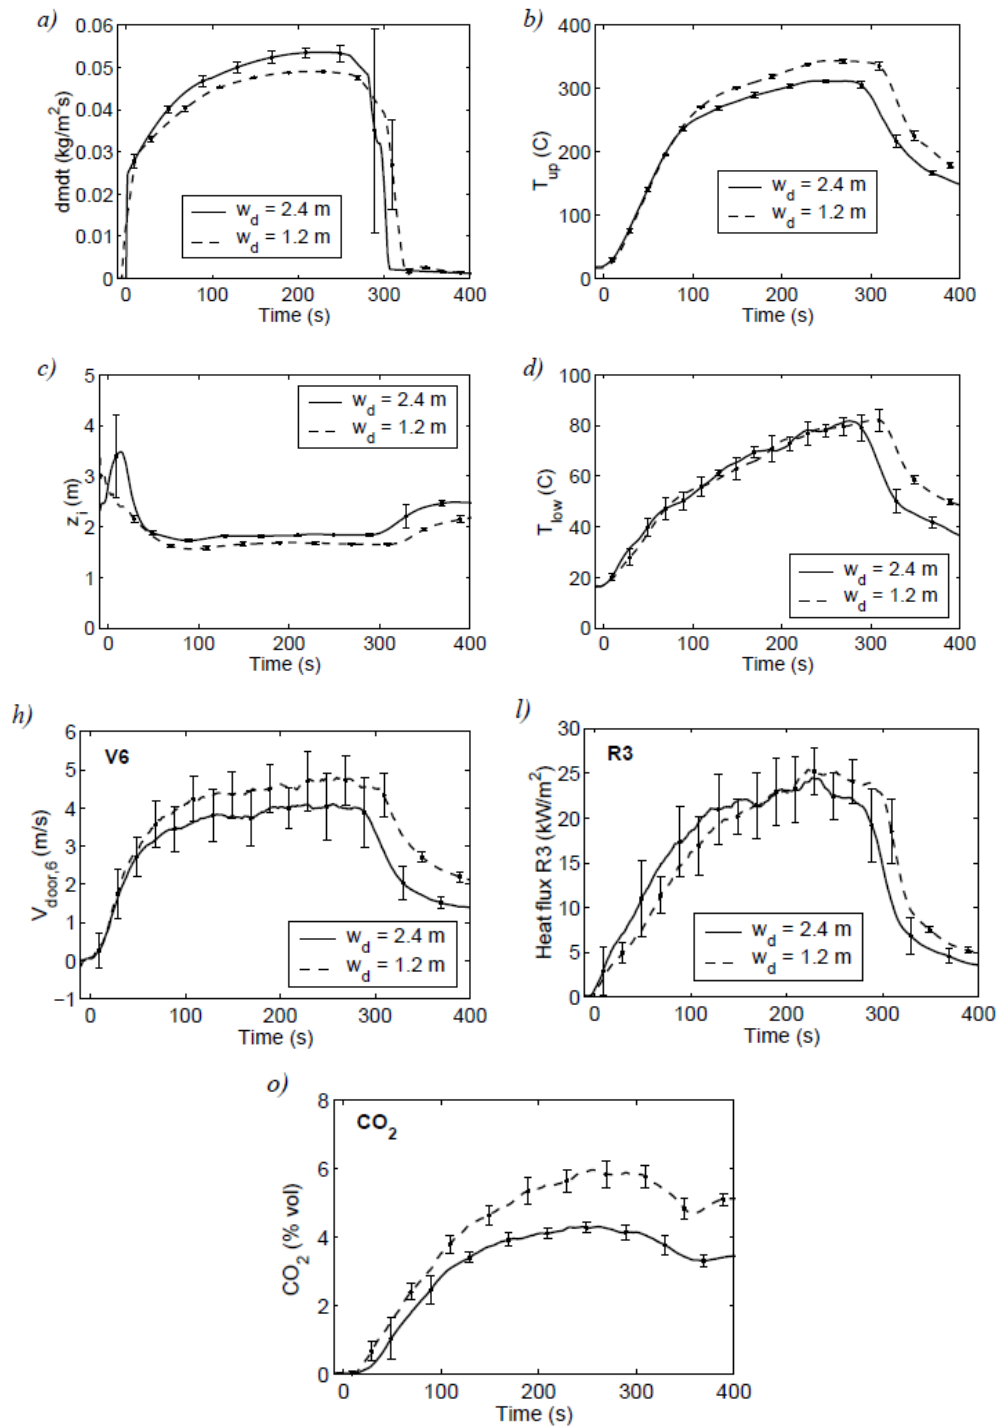 a)
0.06
0.05
0.04
0.03
0.02
0.01
0
dmdt (kg/m²s)
w_d = 2.4 m
w_d = 1.2 m
0 100 200 300 400
Time (s)
b)
400
300
200
100
0
T_up (C)
w_d = 2.4 m
w_d = 1.2 m
0 100 200 300 400
Time (s)
c)
5
4
3
2
1
0
z_i (m)
w_d = 2.4 m
w_d = 1.2 m
0 100 200 300 400
Time (s)
d)
100
80
60
40
20
0
T_low (C)
w_d = 2.4 m
w_d = 1.2 m
0 100 200 300 400
Time (s)
h)
V6
6
5
4
3
2
1
0
−1
V_door,6 (m/s)
w_d = 2.4 m
w_d = 1.2 m
0 100 200 300 400
Time (s)
l)
R3
30
25
20
15
10
5
0
Heat flux R3 (kW/m²)
w_d = 2.4 m
w_d = 1.2 m
0 100 200 300 400
Time (s)
o)
CO₂
8
6
4
2
0
CO₂ (% vol)
0 100 200 300 400
Time (s)